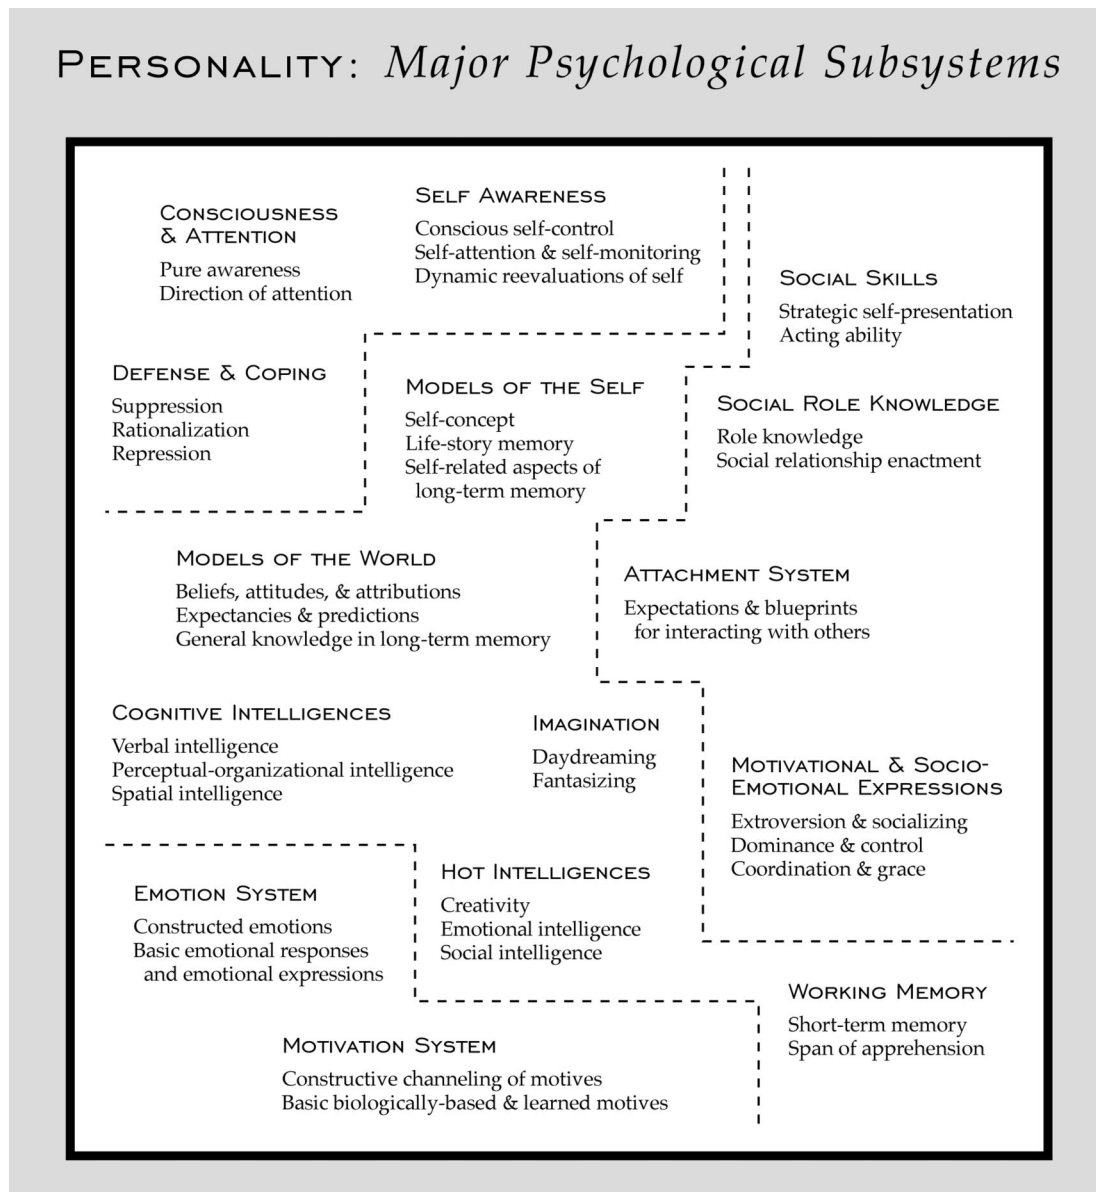 PERSONALITY: Major Psychological Subsystems
CONSCIOUSNESS
& ATTENTION
Pure awareness
Direction of attention
SELF AWARENESS
Conscious self-control
Self-attention & self-monitoring
Dynamic reevaluations of self
SOCIAL SKILLS
Strategic self-presentation
Acting ability
DEFENSE & COPING
Suppression
Rationalization
Repression
MODELS OF THE SELF
Self-concept
Life-story memory
Self-related aspects of
long-term memory
SOCIAL ROLE KNOWLEDGE
Role knowledge
Social relationship enactment
MODELS OF THE WORLD
Beliefs, attitudes, & attributions
Expectancies & predictions
General knowledge in long-term memory
ATTACHMENT SYSTEM
Expectations & blueprints
for interacting with others
COGNITIVE INTELLIGENCES
Verbal intelligence
Perceptual-organizational intelligence
Spatial intelligence
IMAGINATION
Daydreaming
Fantasizing
MOTIVATIONAL & SOCIO-
EMOTIONAL EXPRESSIONS
Extroversion & socializing
Dominance & control
Coordination & grace
EMOTION SYSTEM
Constructed emotions
Basic emotional responses
and emotional expressions
HOT INTELLIGENCES
Creativity
Emotional intelligence
Social intelligence
WORKING MEMORY
Short-term memory
Span of apprehension
MOTIVATION SYSTEM
Constructive channeling of motives
Basic biologically-based & learned motives